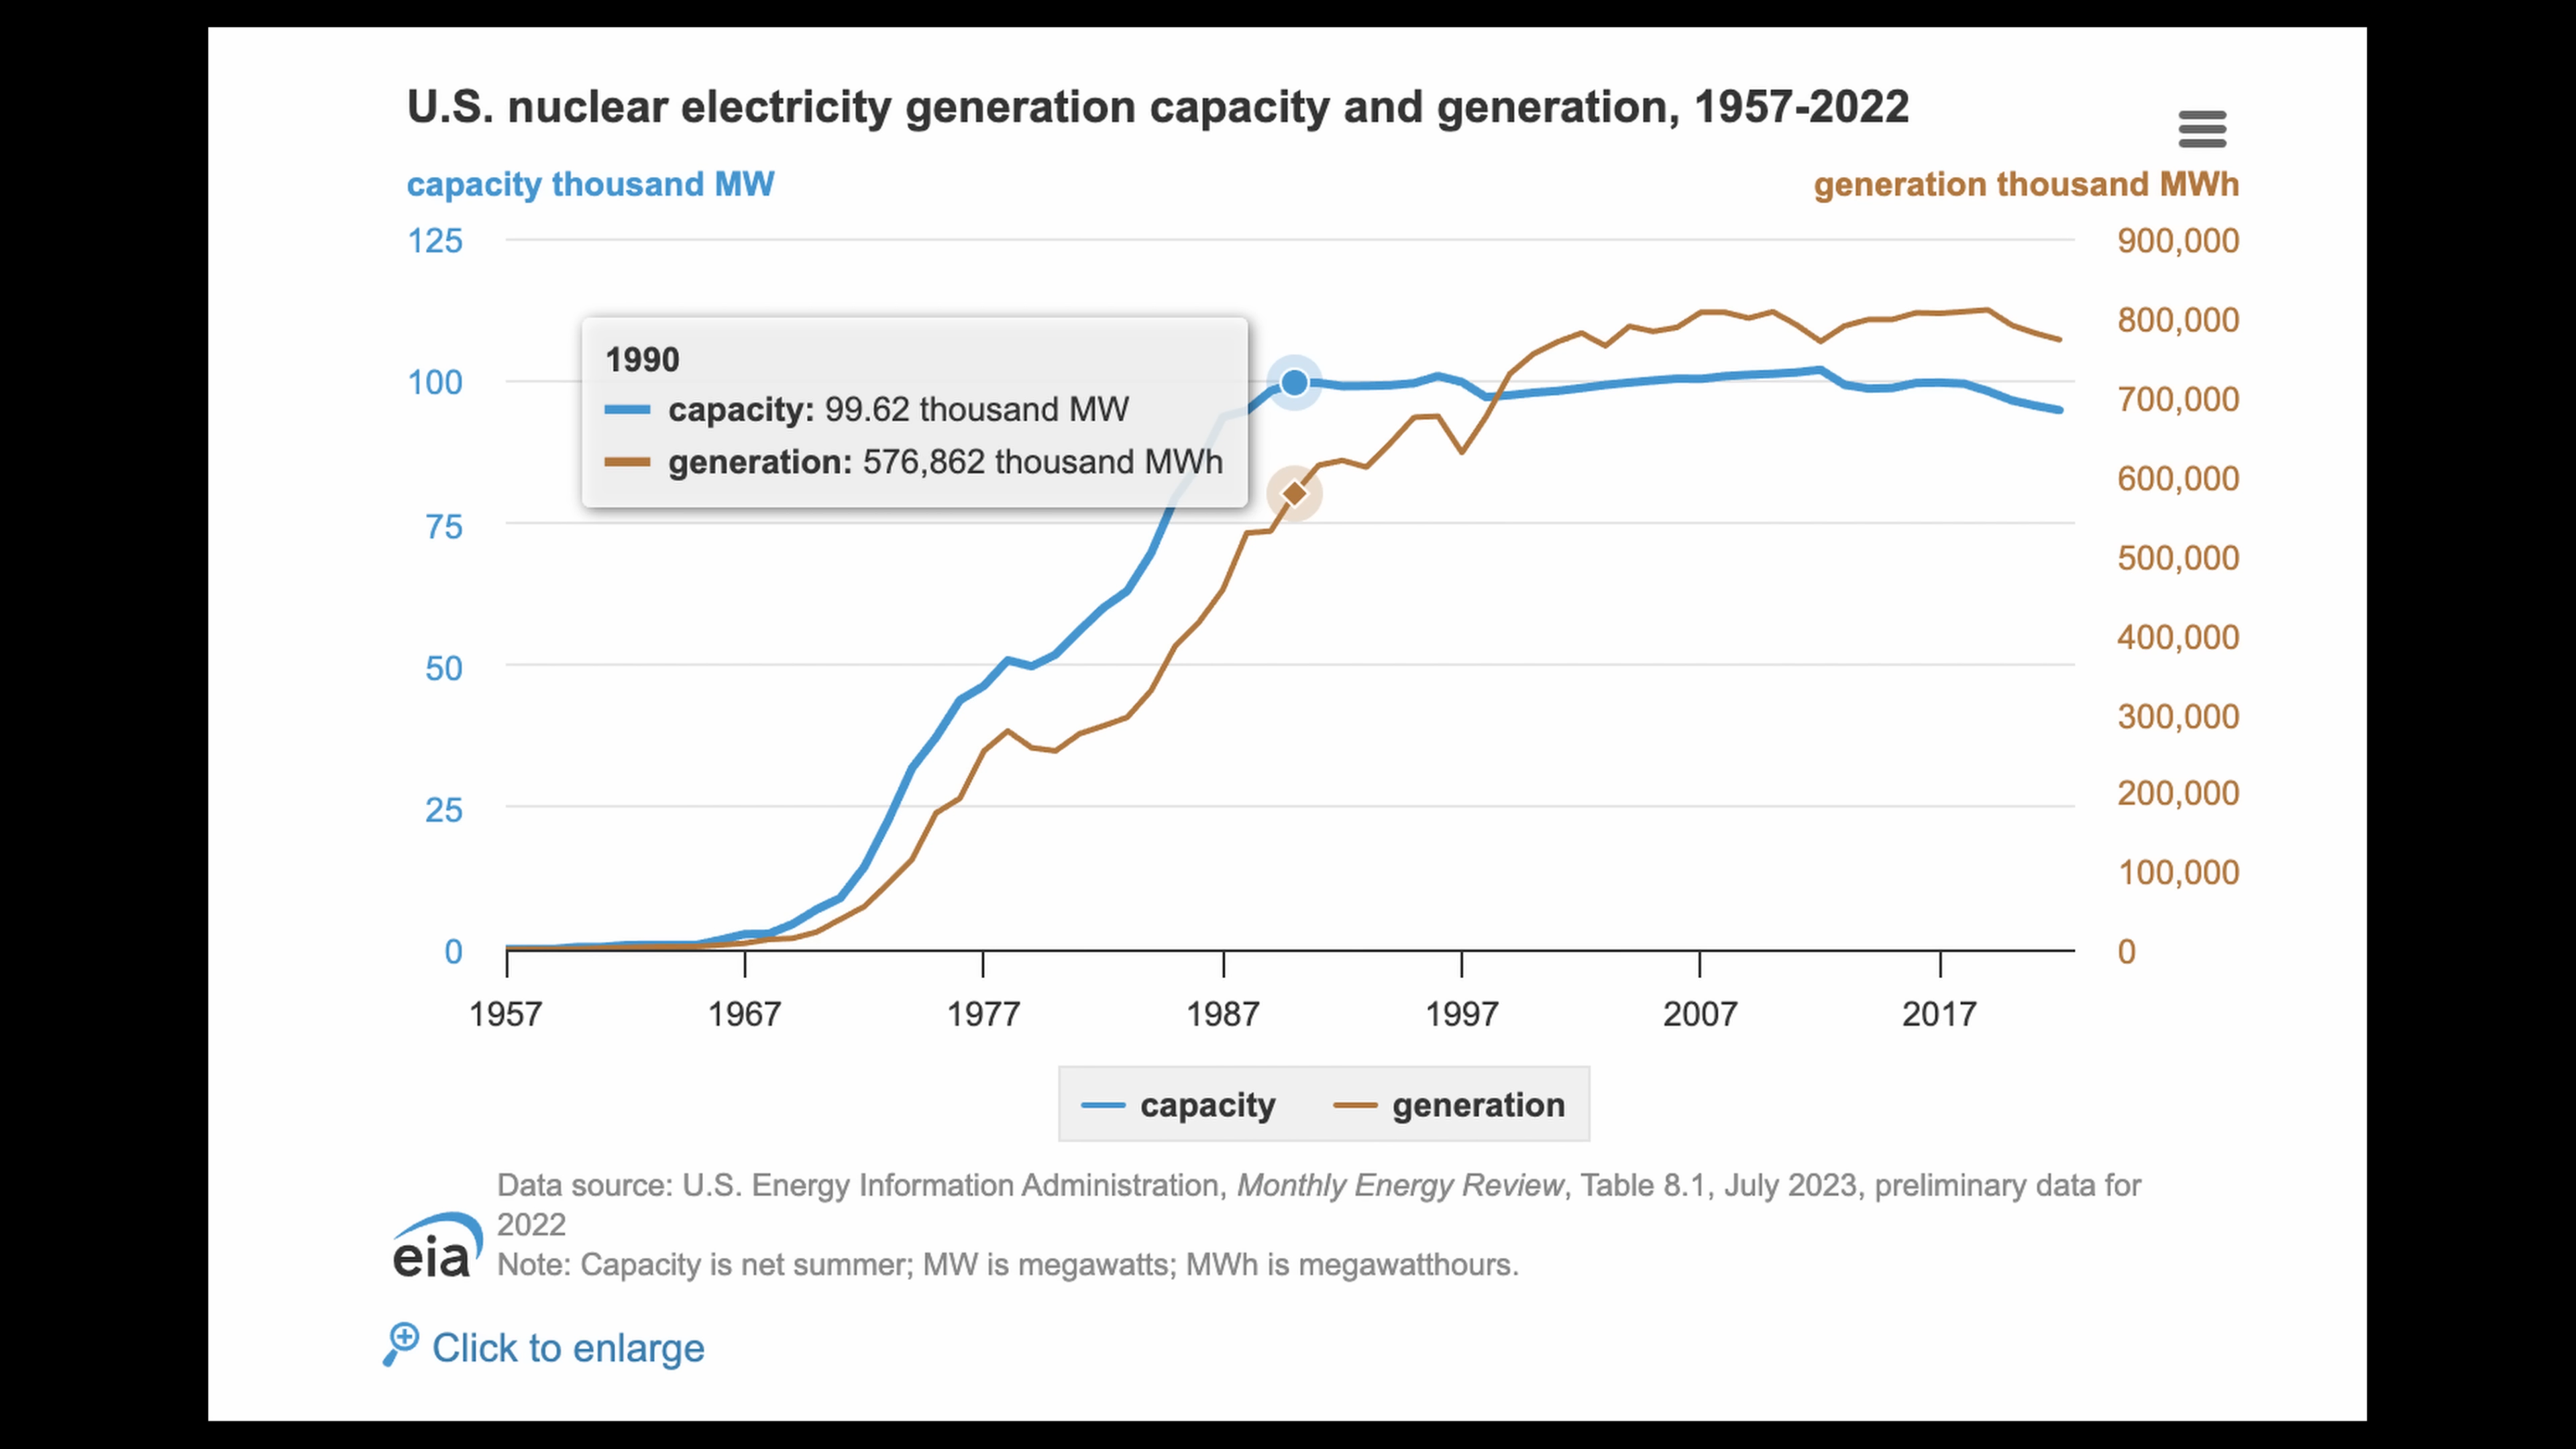 U.S. nuclear electricity generation capacity and generation, 1957-2022
capacity thousand MW
generation thousand MWh
125
900,000
800,000
1990
100
capacity: 99.62 thousand MW
700,000
generation: 576,862 thousand MWh
600,000
75
500,000
50
400,000
300,000
25
200,000
100,000
0
0
1957 1967 1977 1987 1997 2007 2017
capacity generation
Data source: U.S. Energy Information Administration, Monthly Energy Review, Table 8.1, July 2023, preliminary data for
2022
eia
Note: Capacity is net summer; MW is megawatts; MWh is megawatthours.
Click to enlarge